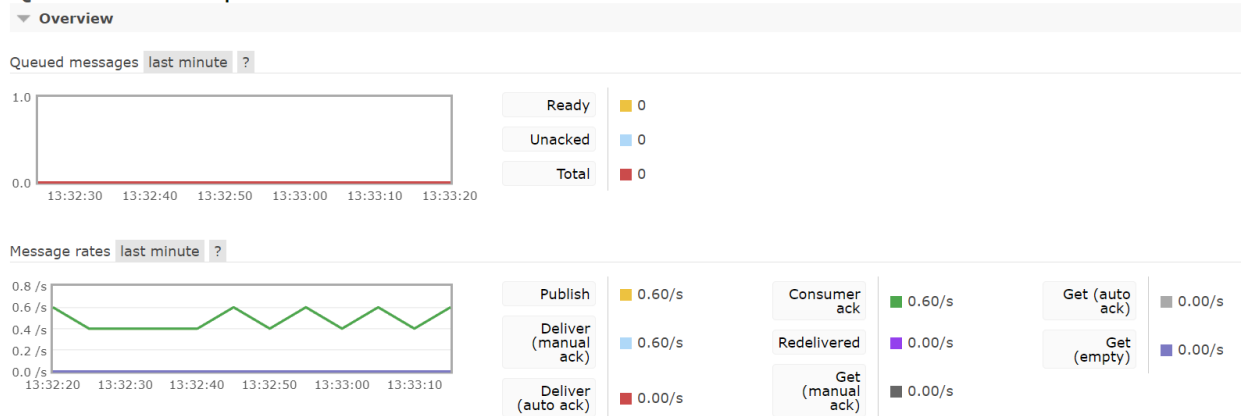 Overview
Queued messages last minute ?
1.0
0.0
13:32:30 13:32:40 13:32:50 13:33:00 13:33:10 13:33:20
Ready 0
Unacked 0
Total 0
Message rates last minute ?
0.8 /s
0.6 /s
0.4 /s
0.2 /s
0.0 /s
13:32:20 13:32:30 13:32:40 13:32:50 13:33:00 13:33:10
Publish 0.60/s
Deliver
(manual
ack)
0.60/s
Deliver
(auto ack)
0.00/s
Consumer
ack
0.60/s
Redelivered 0.00/s
Get
(manual
ack)
0.00/s
Get (auto
ack)
0.00/s
Get
(empty)
0.00/s